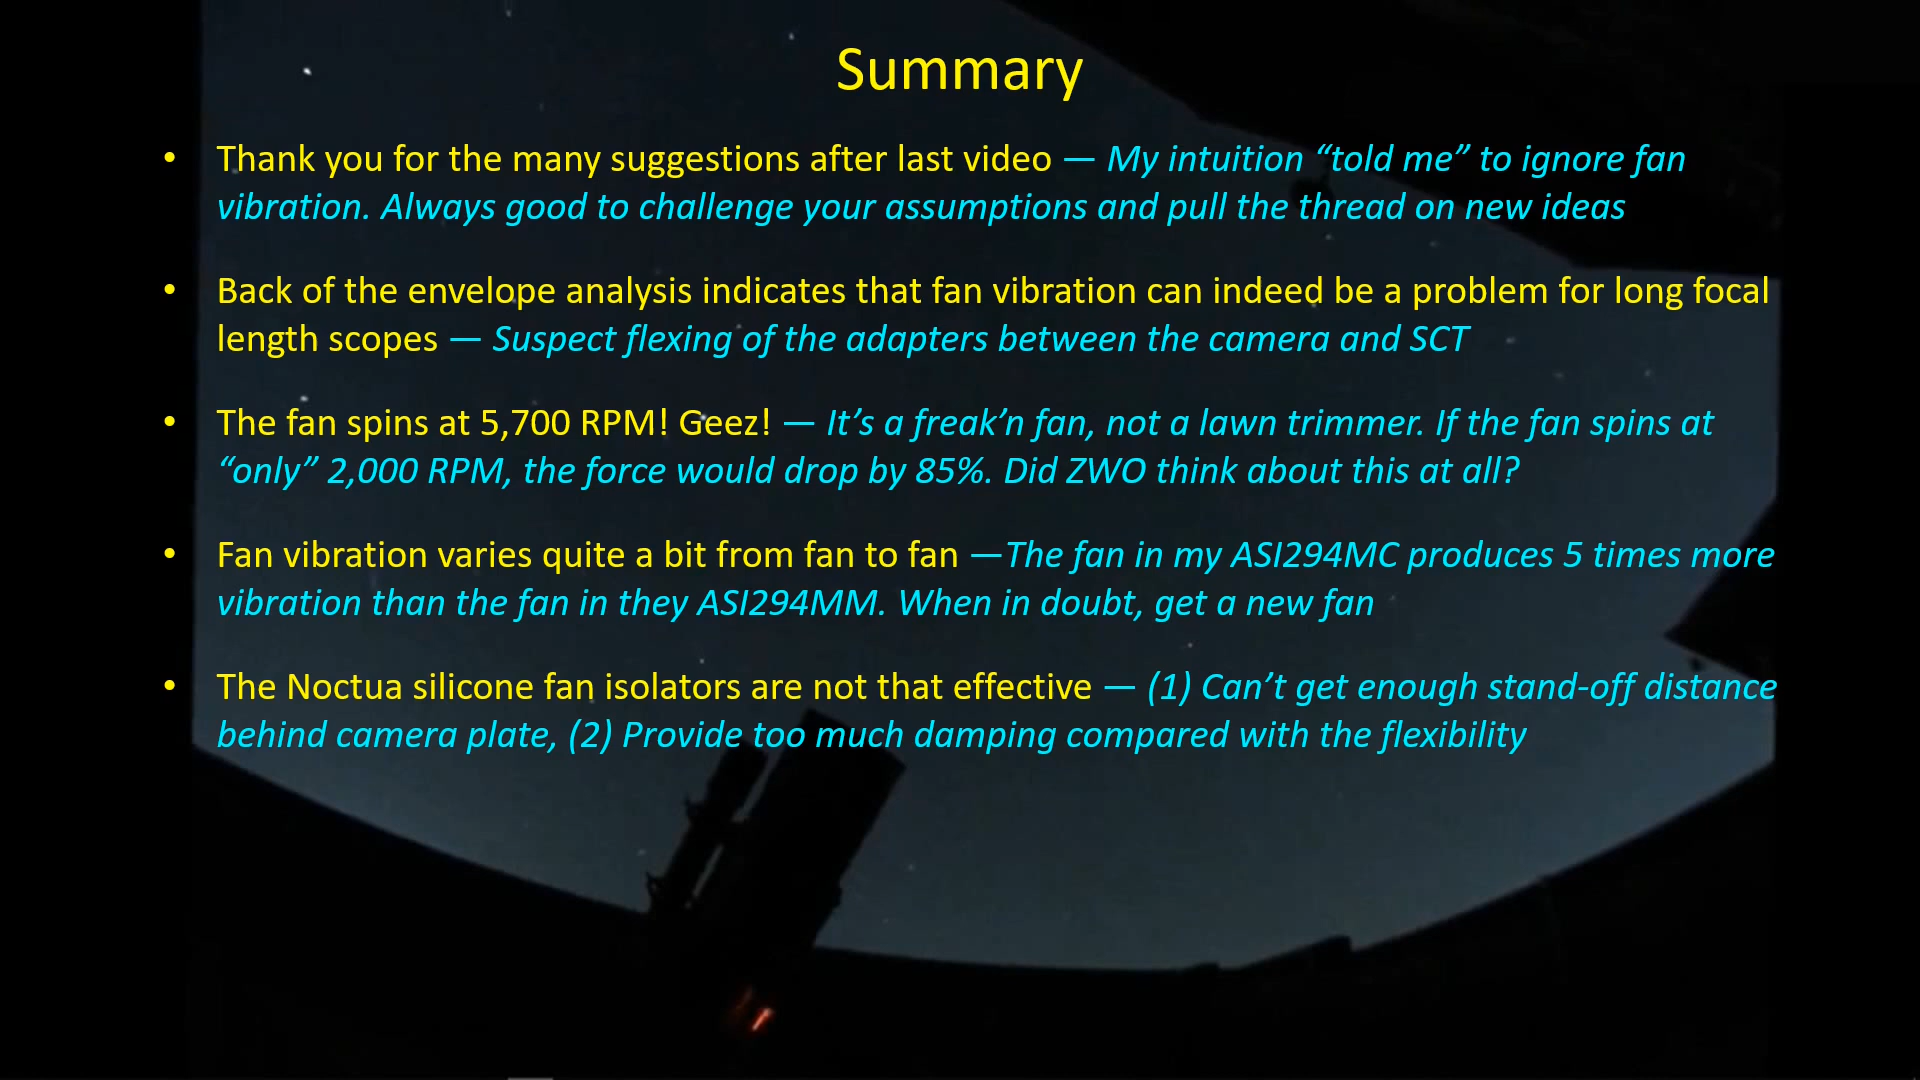 Summary
• Thank you for the many suggestions after last video — My intuition “told me” to ignore fan
vibration. Always good to challenge your assumptions and pull the thread on new ideas
• Back of the envelope analysis indicates that fan vibration can indeed be a problem for long focal
length scopes — Suspect flexing of the adapters between the camera and SCT
• The fan spins at 5,700 RPM! Geez! — It’s a freak’n fan, not a lawn trimmer. If the fan spins at
“only” 2,000 RPM, the force would drop by 85%. Did ZWO think about this at all?
• Fan vibration varies quite a bit from fan to fan —The fan in my ASI294MC produces 5 times more
vibration than the fan in they ASI294MM. When in doubt, get a new fan
• The Noctua silicone fan isolators are not that effective — (1) Can’t get enough stand-off distance
behind camera plate, (2) Provide too much damping compared with the flexibility